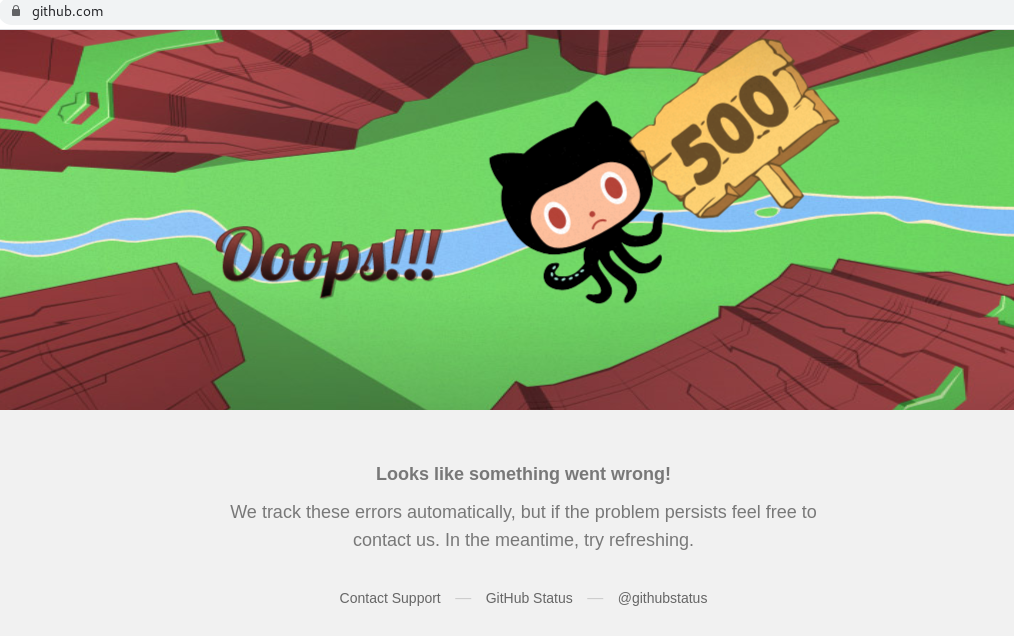 github.com
500
Ooops!!!
Looks like something went wrong!
We track these errors automatically, but if the problem persists feel free to
contact us. In the meantime, try refreshing.
Contact Support — GitHub Status — @githubstatus